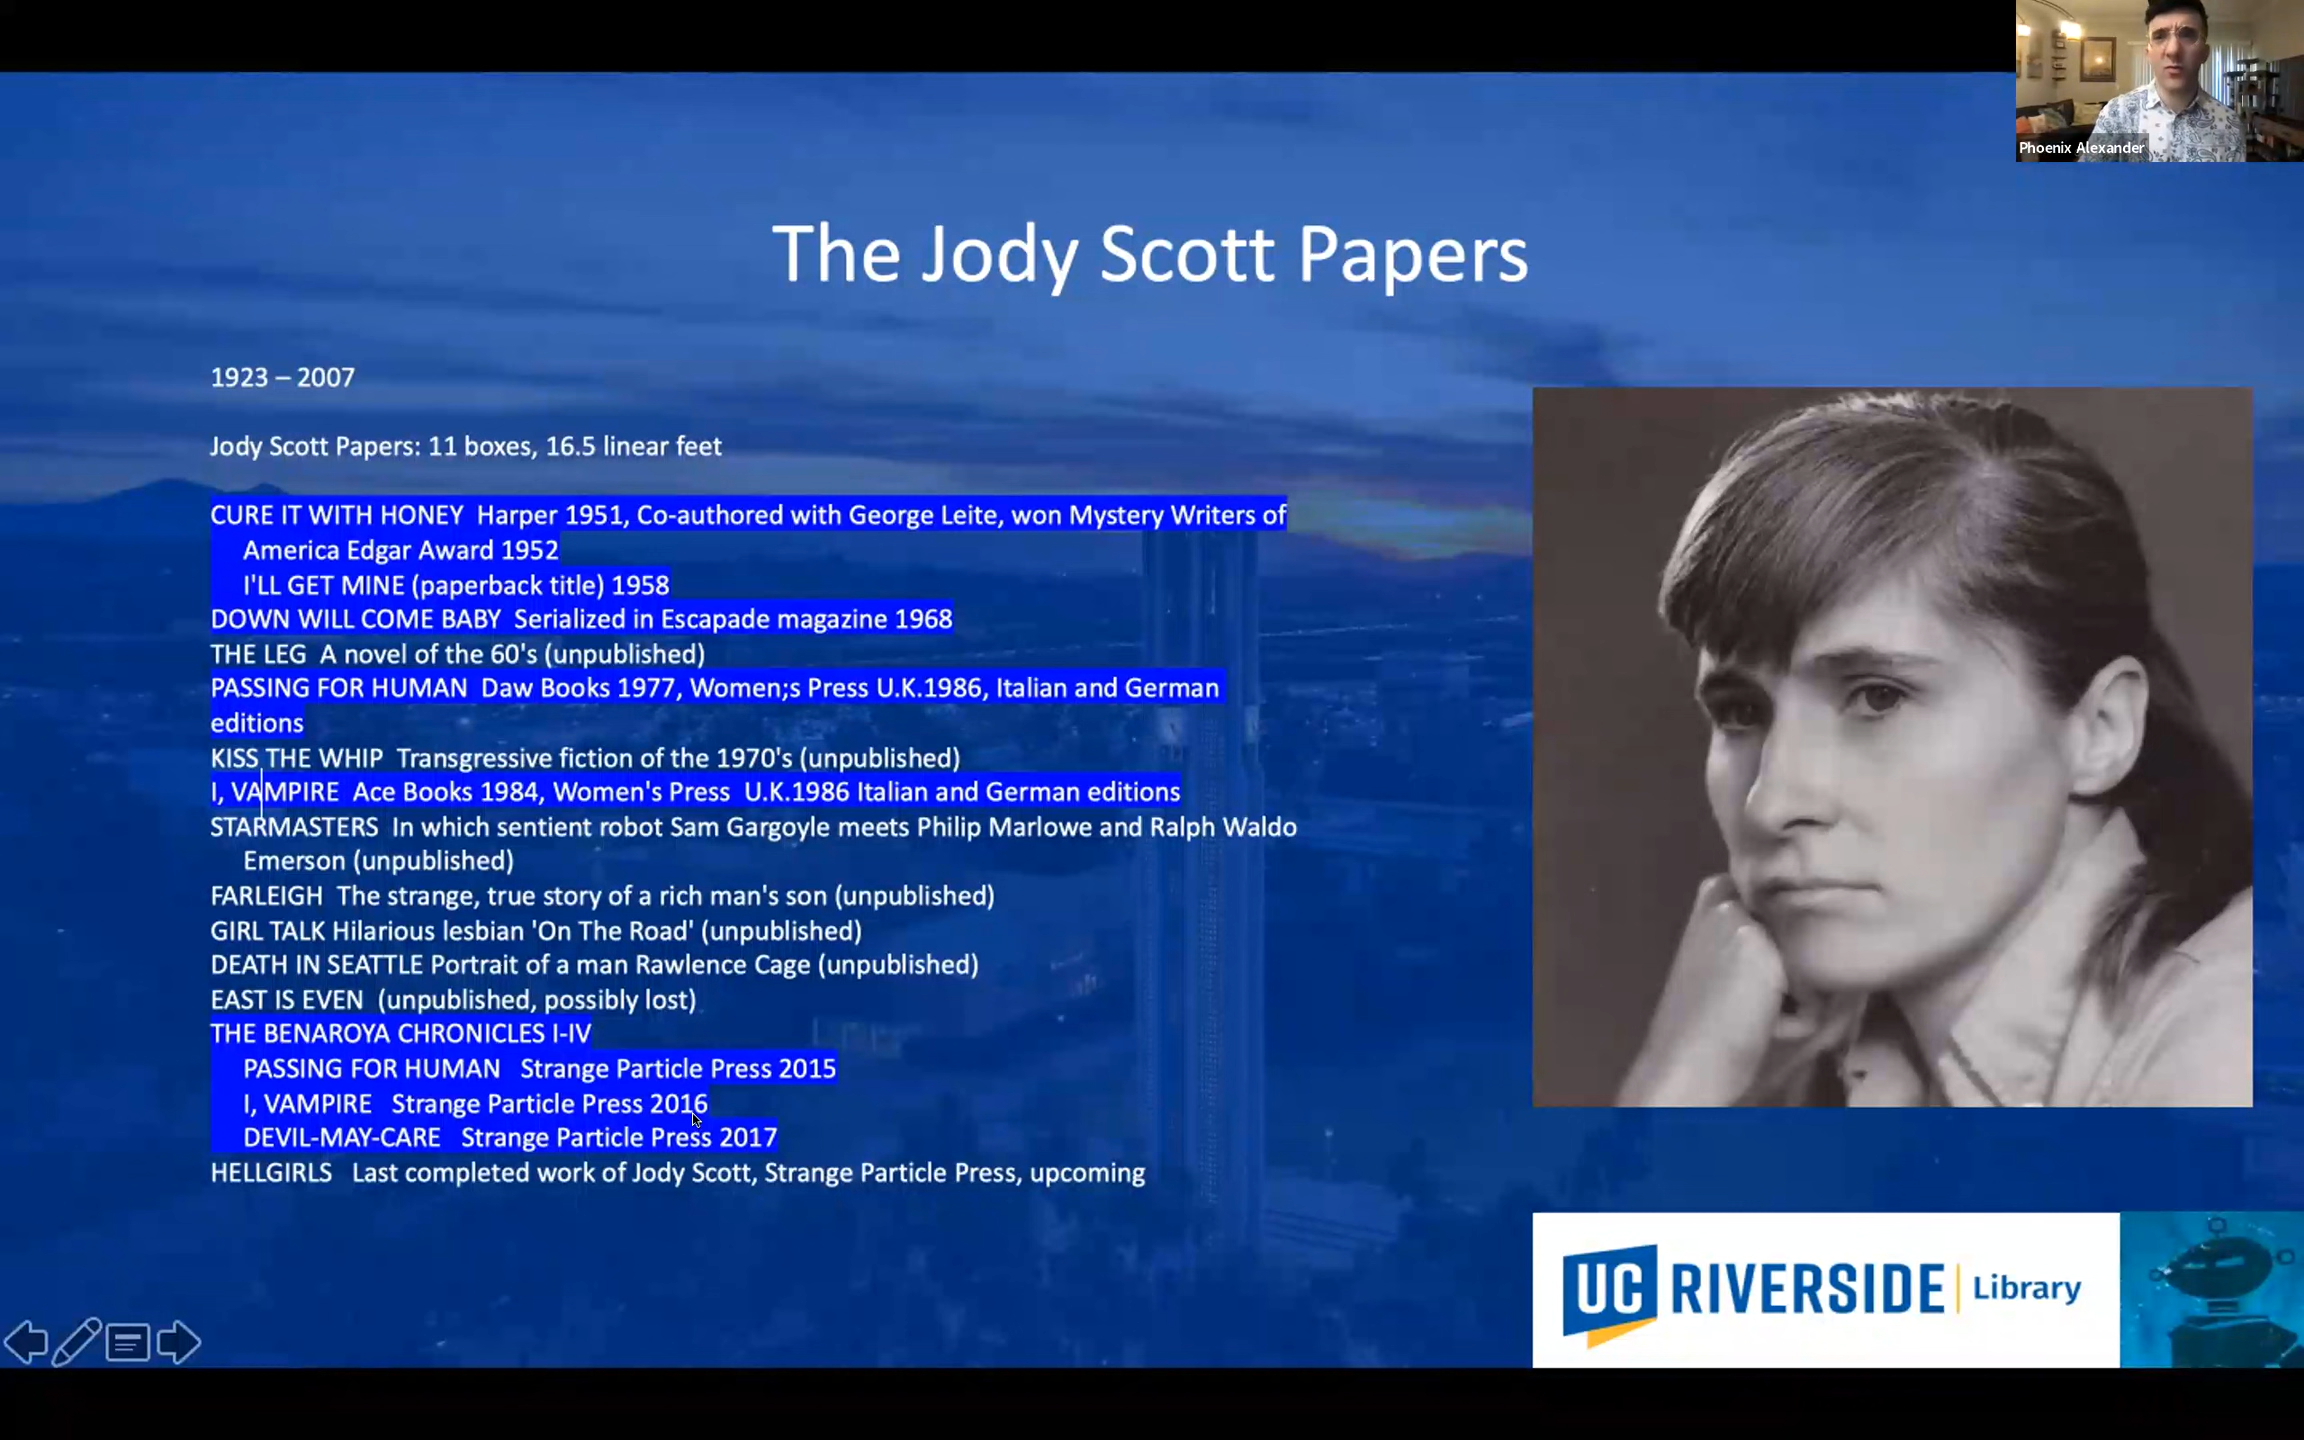 Phoenix Alexander
The Jody Scott Papers
1923 – 2007
Jody Scott Papers: 11 boxes, 16.5 linear feet
CURE IT WITH HONEY  Harper 1951, Co-authored with George Leite, won Mystery Writers of
America Edgar Award 1952
I'LL GET MINE (paperback title) 1958
DOWN WILL COME BABY  Serialized in Escapade magazine 1968
THE LEG  A novel of the 60's (unpublished)
PASSING FOR HUMAN  Daw Books 1977, Women;s Press U.K.1986, Italian and German
editions
KISS THE WHIP  Transgressive fiction of the 1970's (unpublished)
I, VAMPIRE  Ace Books 1984, Women's Press  U.K.1986 Italian and German editions
STARMASTERS  In which sentient robot Sam Gargoyle meets Philip Marlowe and Ralph Waldo
Emerson (unpublished)
FARLEIGH  The strange, true story of a rich man's son (unpublished)
GIRL TALK Hilarious lesbian 'On The Road' (unpublished)
DEATH IN SEATTLE Portrait of a man Rawlence Cage (unpublished)
EAST IS EVEN  (unpublished, possibly lost)
THE BENAROYA CHRONICLES I-IV
PASSING FOR HUMAN   Strange Particle Press 2015
I, VAMPIRE   Strange Particle Press 2016
DEVIL-MAY-CARE   Strange Particle Press 2017
HELLGIRLS   Last completed work of Jody Scott, Strange Particle Press, upcoming
UC RIVERSIDE Library